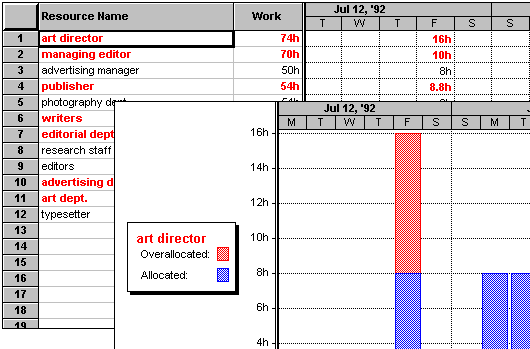 Resource Name Work Jul 12, '92
T W T F S S
1 art director 74h 16h
2 managing editor 70h 10h
3 advertising manager 50h 8h
4 publisher 54h 8.8h
5 photography dept
6 writers
7 editorial dept
8 research staff
9 editors
10 advertising d
11 art dept.
12 typesetter
13
14
15
16
17
18
19
Jul 12, '92
M T W T F S S M T
16h
14h
12h
10h
8h
6h
4h
art director
Overallocated:
Allocated: